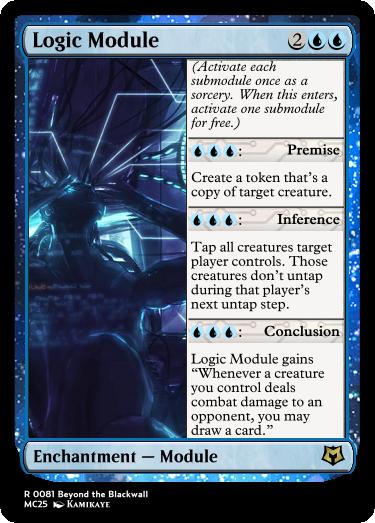 Logic Module 2
(Activate each
submodule once as a
sorcery. When this enters,
activate one submodule
for free.)
: Premise
Create a token that's a
copy of target creature.
: Inference
Tap all creatures target
player controls. Those
creatures don't untap
during that player's
next untap step.
: Conclusion
Logic Module gains
“Whenever a creature
you control deals
combat damage to an
opponent, you may
draw a card.”
Enchantment — Module
R 0081 Beyond the Blackwall
MC25 Kamikaye